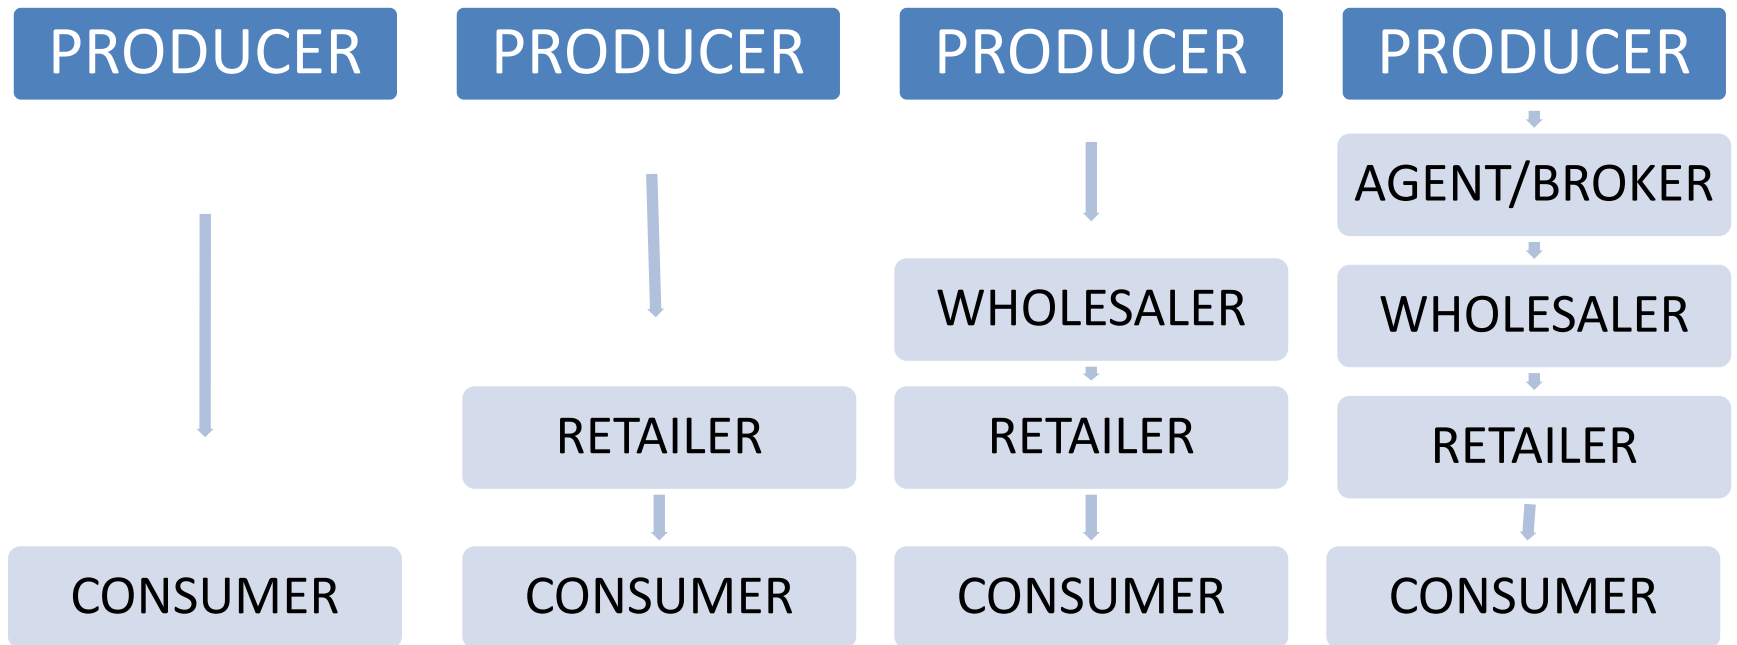 PRODUCER
CONSUMER
PRODUCER
RETAILER
CONSUMER
PRODUCER
WHOLESALER
RETAILER
CONSUMER
PRODUCER
AGENT/BROKER
WHOLESALER
RETAILER
CONSUMER